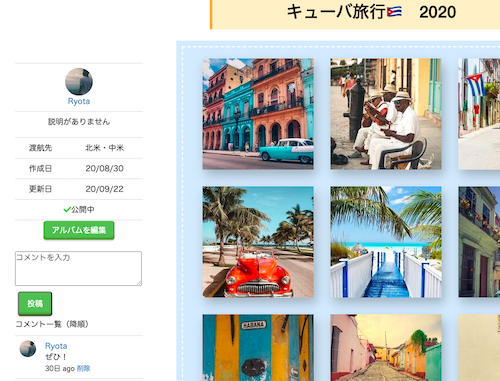 キューバ旅行🇨🇺 2020
Ryota
説明がありません
渡航先 北米・中米
作成日 20/08/30
更新日 20/09/22
公開中
アルバムを編集
コメントを入力
投稿
コメント一覧（降順）
Ryota
ぜひ！
30日 ago 削除
HABANA